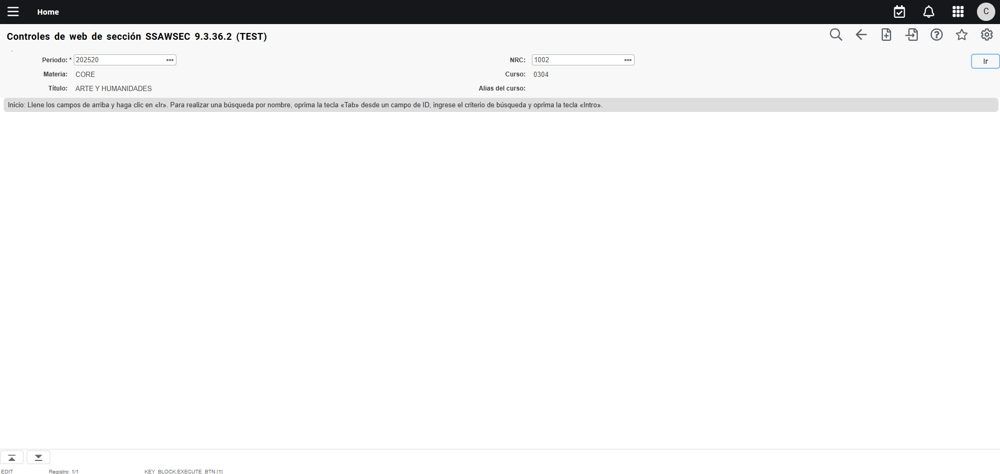 Home
C
Controles de web de sección SSAWSEC 9.3.36.2 (TEST)
Periodo: * 202520 NRC: 1002 Ir
Materia: CORE Curso: 0304
Título: ARTE Y HUMANIDADES Alias del curso:
Inicio: Llene los campos de arriba y haga clic en «Ir». Para realizar una búsqueda por nombre, oprima la tecla «Tab» desde un campo de ID, ingrese el criterio de búsqueda y oprima la tecla «Intro».
EDIT Registro: 1/1 KEY_BLOCK.EXECUTE_BTN [1]